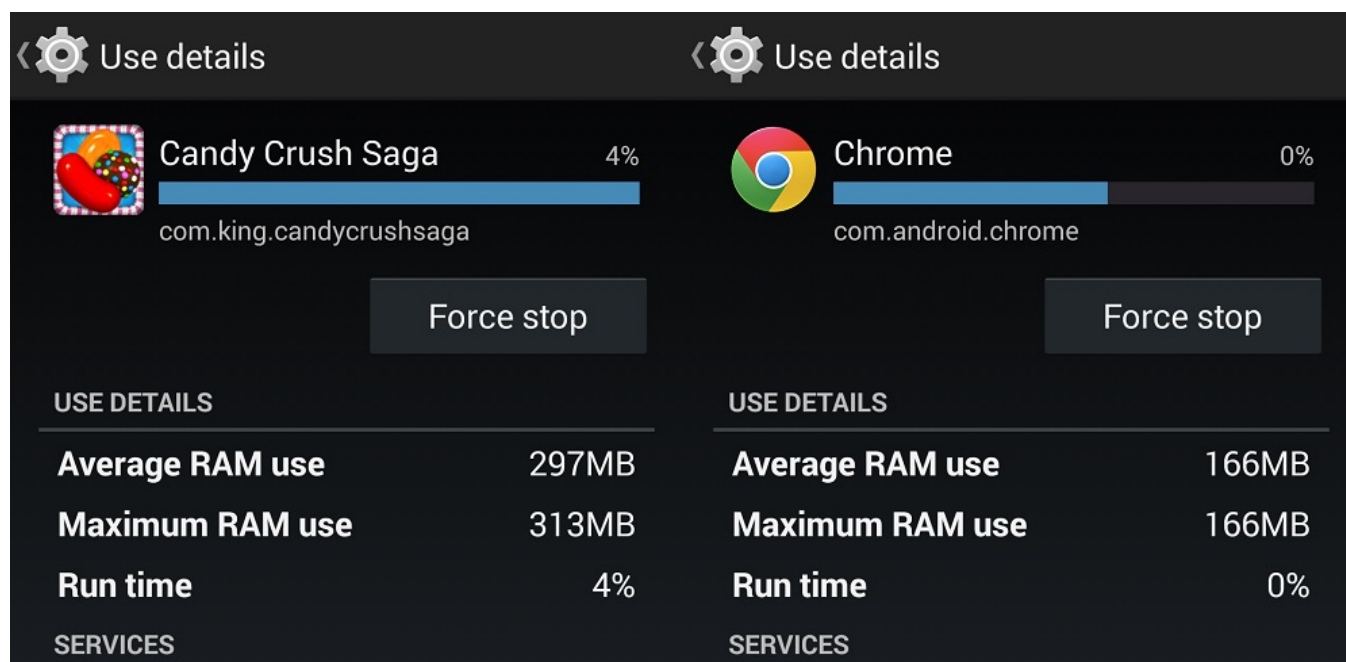 Use details
Candy Crush Saga 4%
com.king.candycrushsaga
Force stop
USE DETAILS
Average RAM use 297MB
Maximum RAM use 313MB
Run time 4%
SERVICES
Use details
Chrome 0%
com.android.chrome
Force stop
USE DETAILS
Average RAM use 166MB
Maximum RAM use 166MB
Run time 0%
SERVICES